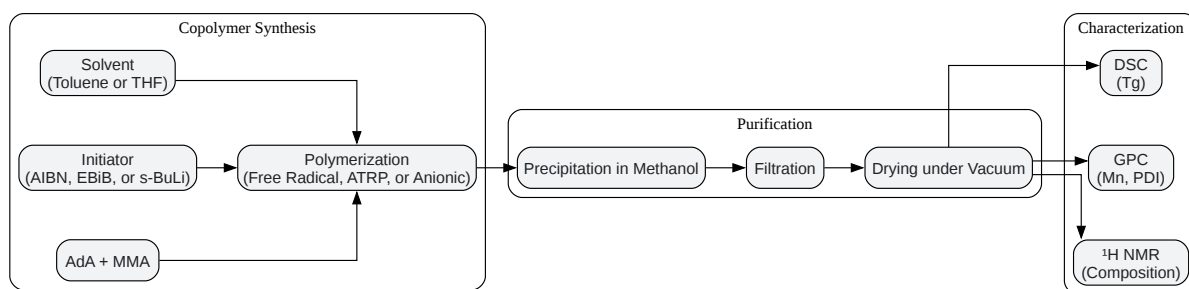 Copolymer Synthesis
Solvent
(Toluene or THF)
Initiator
(AIBN, EBiB, or s-BuLi)
AdA + MMA
Polymerization
(Free Radical, ATRP, or Anionic)
Purification
Precipitation in Methanol
Filtration
Drying under Vacuum
Characterization
DSC
(Tg)
GPC
(Mn, PDI)
¹H NMR
(Composition)